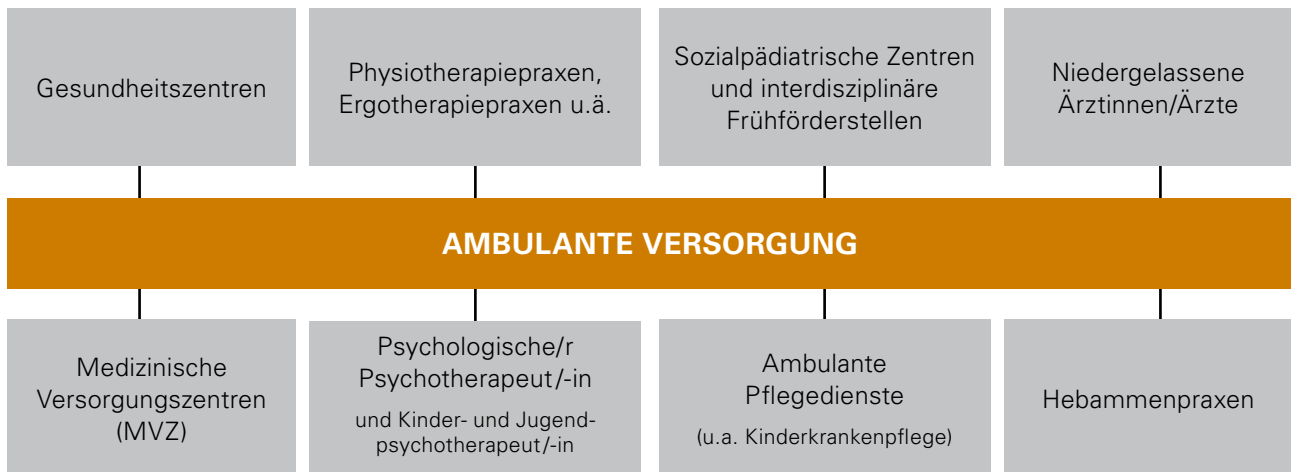 Gesundheitszentren
Physiotherapiepraxen,
Ergotherapiepraxen u.ä.
Sozialpädiatrische Zentren
und interdisziplinäre
Frühförderstellen
Niedergelassene
Ärztinnen/Ärzte
AMBULANTE VERSORGUNG
Medizinische
Versorgungszentren
(MVZ)
Psychologische/r
Psychotherapeut/-in
und Kinder- und Jugend-
psychotherapeut/-in
Ambulante
Pflegedienste
(u.a. Kinderkrankenpflege)
Hebammenpraxen